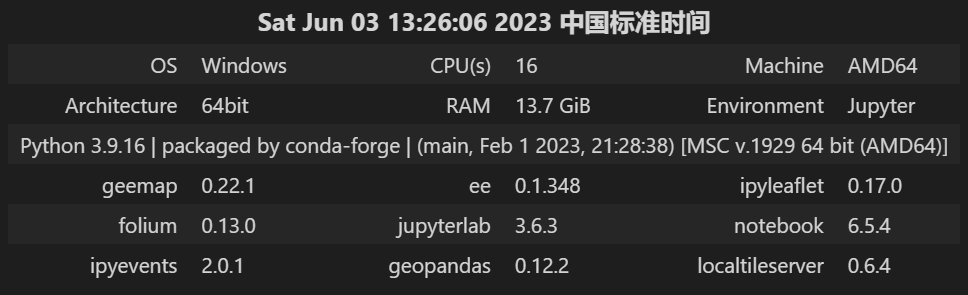 Sat Jun 03 13:26:06 2023 中国标准时间
OS Windows CPU(s) 16 Machine AMD64
Architecture 64bit RAM 13.7 GiB Environment Jupyter
Python 3.9.16 | packaged by conda-forge | (main, Feb 1 2023, 21:28:38) [MSC v.1929 64 bit (AMD64)]
geemap 0.22.1 ee 0.1.348 ipyleaflet 0.17.0
folium 0.13.0 jupyterlab 3.6.3 notebook 6.5.4
ipyevents 2.0.1 geopandas 0.12.2 localtileserver 0.6.4